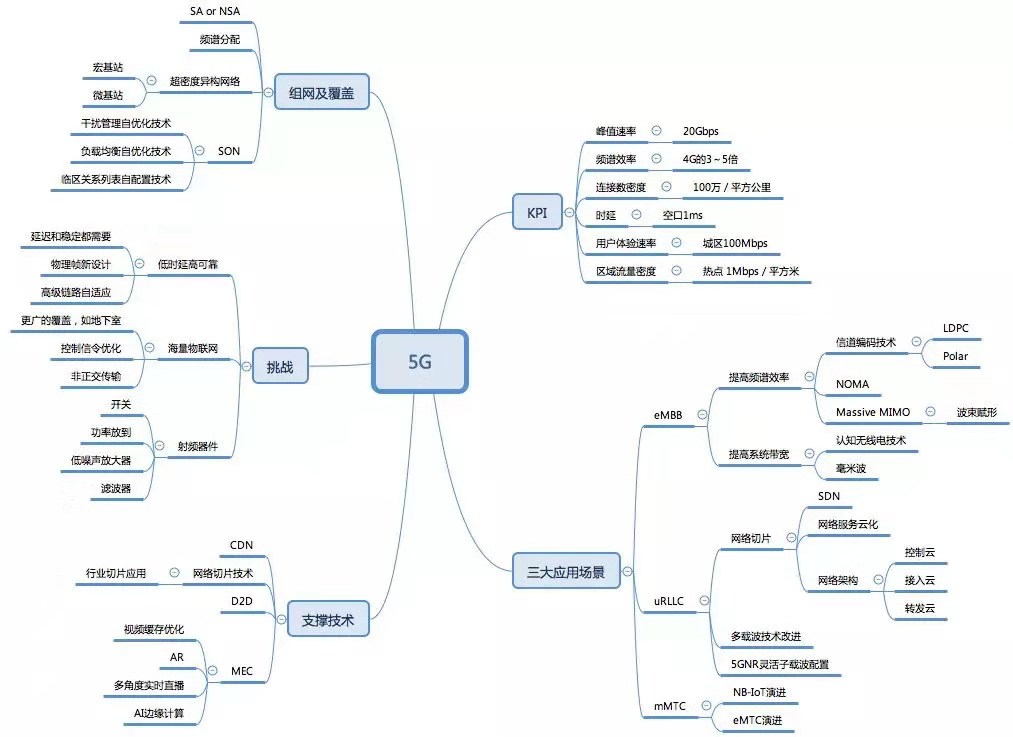 5G
组网及覆盖
SA or NSA
频谱分配
超密度异构网络
宏基站
微基站
SON
干扰管理自优化技术
负载均衡自优化技术
临区关系列表自配置技术
挑战
低时延高可靠
延迟和稳定都需要
物理帧新设计
高级链路自适应
海量物联网
更广的覆盖，如地下室
控制信令优化
非正交传输
射频器件
开关
功率放到
低噪声放大器
滤波器
支撑技术
CDN
网络切片技术
行业切片应用
D2D
MEC
视频缓存优化
AR
多角度实时直播
AI边缘计算
KPI
峰值速率
20Gbps
频谱效率
4G的3～5倍
连接数密度
100万 / 平方公里
时延
空口1ms
用户体验速率
城区100Mbps
区域流量密度
热点 1Mbps / 平方米
三大应用场景
eMBB
提高频谱效率
信道编码技术
LDPC
Polar
NOMA
Massive MIMO
波束赋形
提高系统带宽
认知无线电技术
毫米波
uRLLC
网络切片
SDN
网络服务云化
网络架构
控制云
接入云
转发云
多载波技术改进
5GNR灵活子载波配置
mMTC
NB-IoT演进
eMTC演进